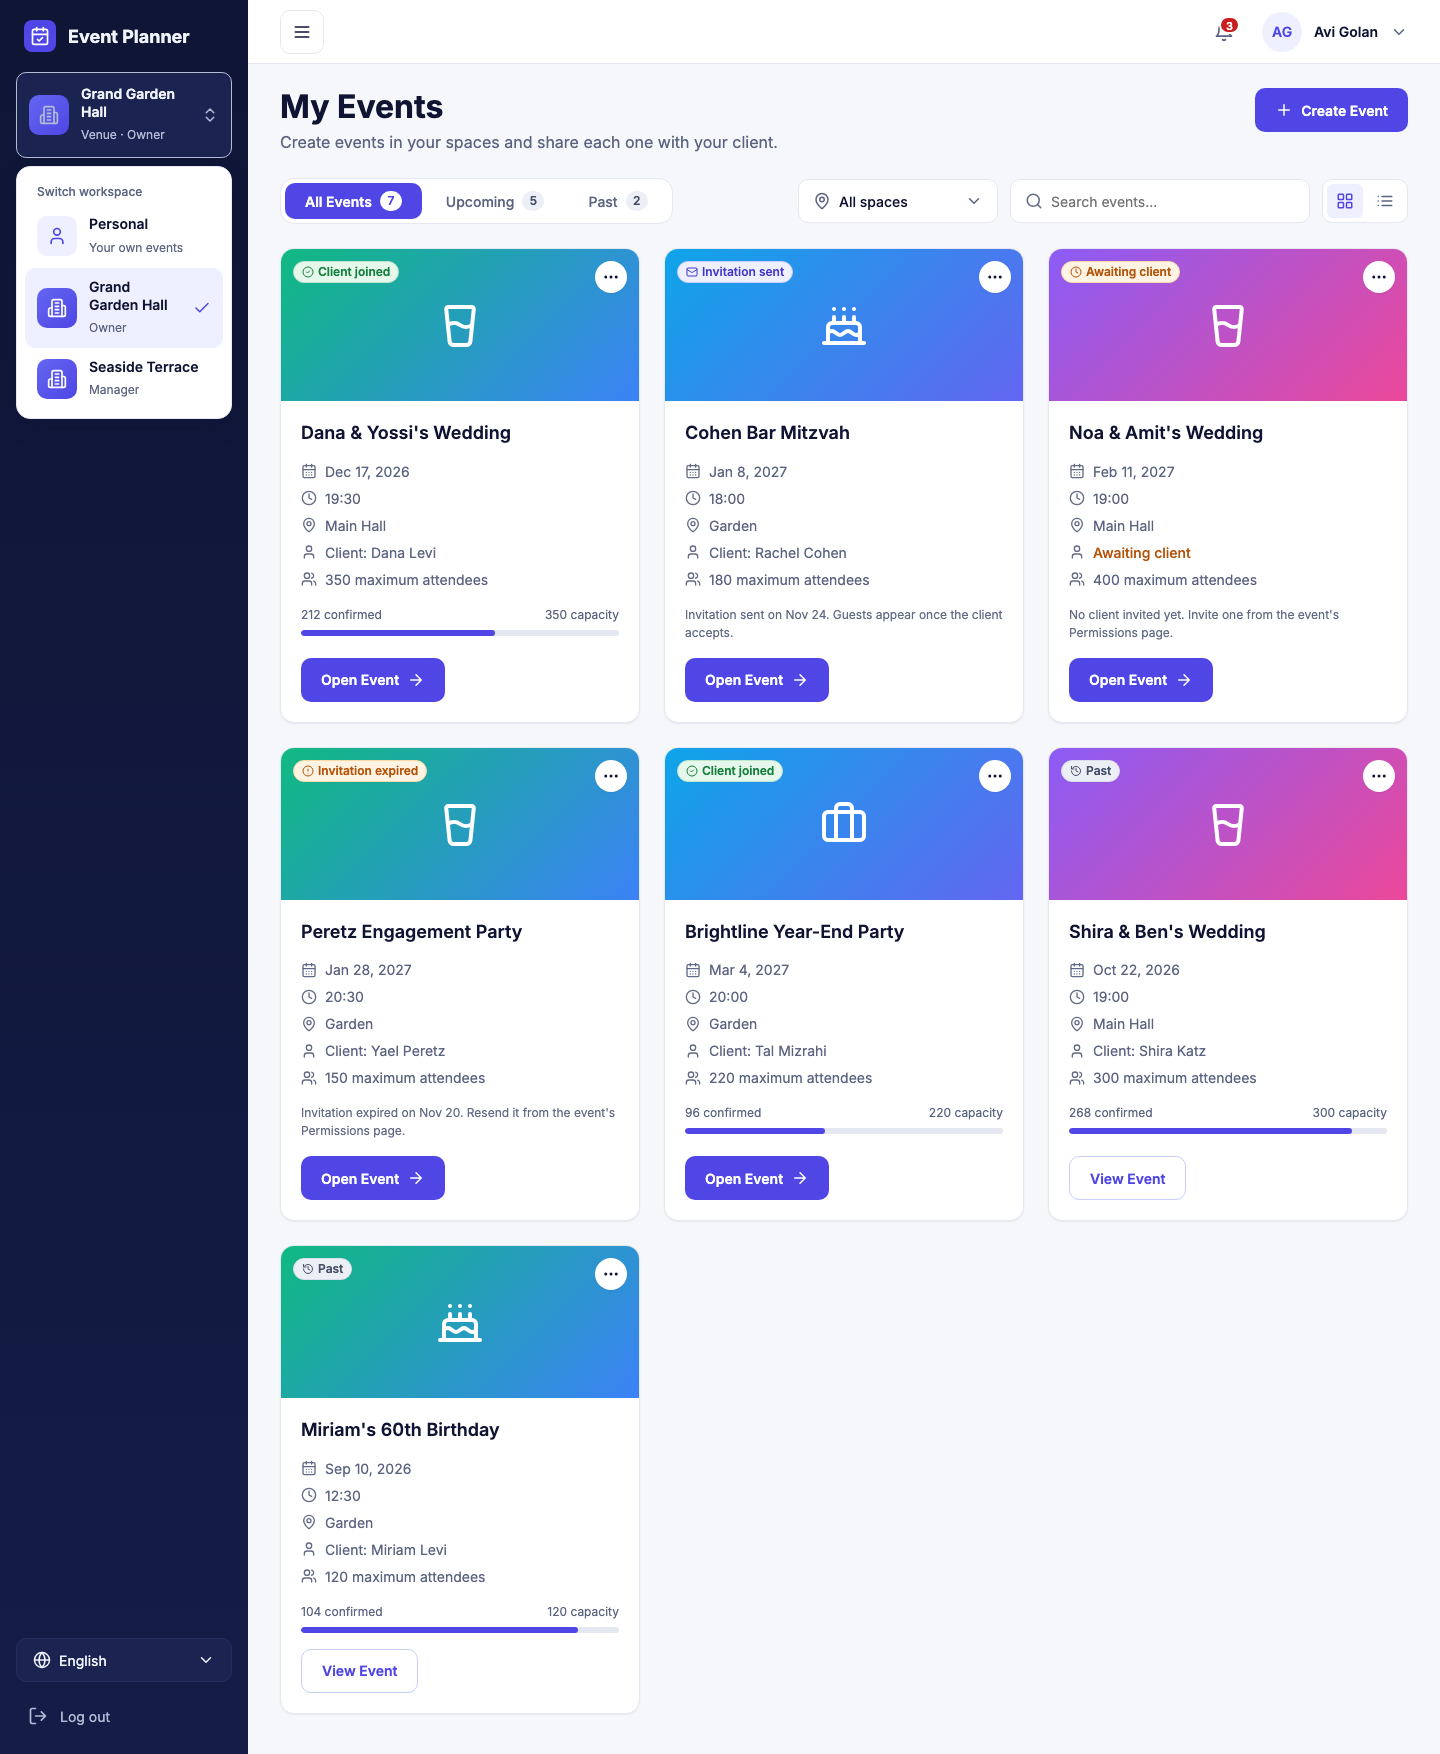 Event Planner
Grand Garden
Hall
Venue · Owner
Switch workspace
Personal
Your own events
Grand
Garden Hall
Owner
Seaside Terrace
Manager
English
Log out
3
AG
Avi Golan
My Events
Create events in your spaces and share each one with your client.
Create Event
All Events 7
Upcoming 5
Past 2
All spaces
Search events...
Client joined
Dana & Yossi's Wedding
Dec 17, 2026
19:30
Main Hall
Client: Dana Levi
350 maximum attendees
212 confirmed
350 capacity
Open Event
Invitation sent
Cohen Bar Mitzvah
Jan 8, 2027
18:00
Garden
Client: Rachel Cohen
180 maximum attendees
Invitation sent on Nov 24. Guests appear once the client
accepts.
Open Event
Awaiting client
Noa & Amit's Wedding
Feb 11, 2027
19:00
Main Hall
Awaiting client
400 maximum attendees
No client invited yet. Invite one from the event's
Permissions page.
Open Event
Invitation expired
Peretz Engagement Party
Jan 28, 2027
20:30
Garden
Client: Yael Peretz
150 maximum attendees
Invitation expired on Nov 20. Resend it from the event's
Permissions page.
Open Event
Client joined
Brightline Year-End Party
Mar 4, 2027
20:00
Garden
Client: Tal Mizrahi
220 maximum attendees
96 confirmed
220 capacity
Open Event
Past
Shira & Ben's Wedding
Oct 22, 2026
19:00
Main Hall
Client: Shira Katz
300 maximum attendees
268 confirmed
300 capacity
View Event
Past
Miriam's 60th Birthday
Sep 10, 2026
12:30
Garden
Client: Miriam Levi
120 maximum attendees
104 confirmed
120 capacity
View Event